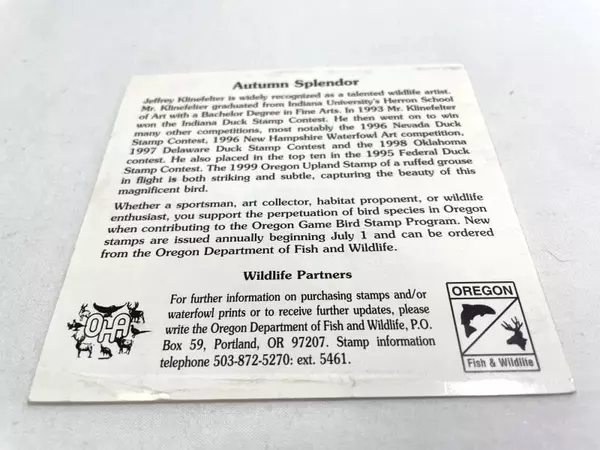 Autumn Splendor
Jeffrey Klinefelter is widely recognized as a talented wildlife artist.
Mr. Klinefelter graduated from Indiana University's Herron School
of Art with a Bachelor Degree in Fine Arts. In 1993 Mr. Klinefelter
won the Indiana Duck Stamp Contest. He then went on to win
many other competitions, most notably the 1996 Nevada Duck
Stamp Contest, 1996 New Hampshire Waterfowl Art competition,
1997 Delaware Duck Stamp Contest and the 1998 Oklahoma
contest. He also placed in the top ten in the 1995 Federal Duck
Stamp Contest. The 1999 Oregon Upland Stamp of a ruffed grouse
in flight is both striking and subtle, capturing the beauty of this
magnificent bird.
Whether a sportsman, art collector, habitat proponent, or wildlife
enthusiast, you support the perpetuation of bird species in Oregon
when contributing to the Oregon Game Bird Stamp Program. New
stamps are issued annually beginning July 1 and can be ordered
from the Oregon Department of Fish and Wildlife.
Wildlife Partners
For further information on purchasing stamps and/or
waterfowl prints or to receive further updates, please
write the Oregon Department of Fish and Wildlife, P.O.
Box 59, Portland, OR 97207. Stamp information
telephone 503-872-5270: ext. 5461.
OHA
OREGON
Fish & Wildlife